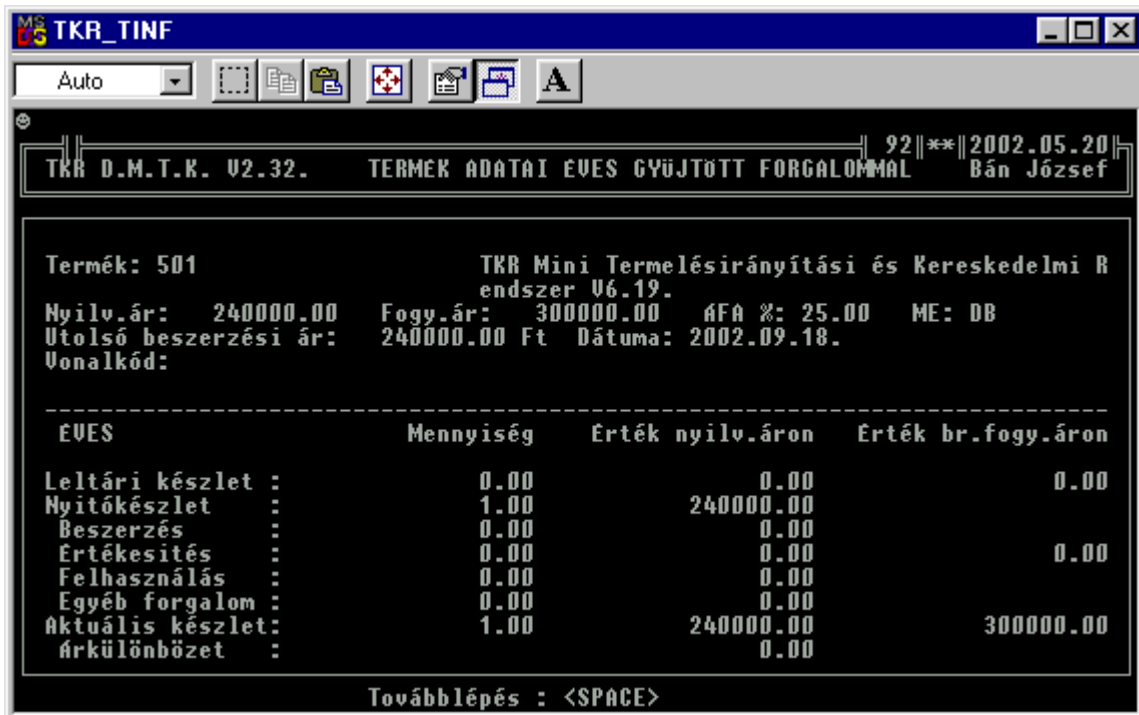 TKR_TINF
Auto
A
92 ** 2002.05.20
TKR D.M.T.K. V2.32. TERMÉK ADATAI ÉVES GYŰJTÖTT FORGALOMMAL Bán József
Termék: 501 TKR Mini Termelésirányítási és Kereskedelmi R
endszer V6.19.
Nyilv.ár: 240000.00 Fogy.ár: 300000.00 ÁFA %: 25.00 ME: DB
Utolsó beszerzési ár: 240000.00 Ft Dátuma: 2002.09.18.
Vonalkód:
ÉVES Mennyiség Érték nyilv.áron Érték br.fogy.áron
Leltári készlet : 0.00 0.00 0.00
Nyitókészlet : 1.00 240000.00
Beszerzés : 0.00 0.00
Értékesités : 0.00 0.00 0.00
Felhasználás : 0.00 0.00
Egyéb forgalom : 0.00 0.00
Aktuális készlet: 1.00 240000.00 300000.00
Árkülönbözet : 0.00
Továbblépés : <SPACE>